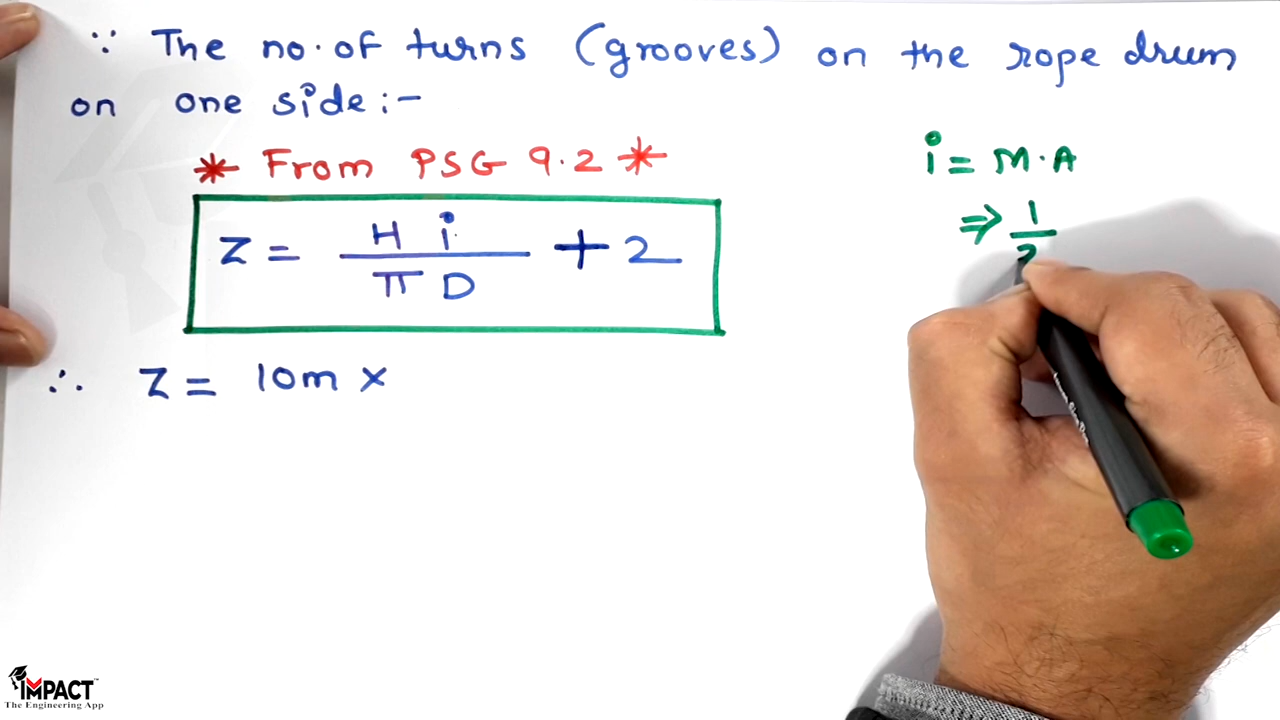 ∵ The no. of turns (grooves) on the rope drum
on one side :-
* From PSG 9.2 *
Z = H i / π D + 2
i = M.A
⇒ 1 / 2
∴ Z = 10m ×
IMPACT
The Engineering App